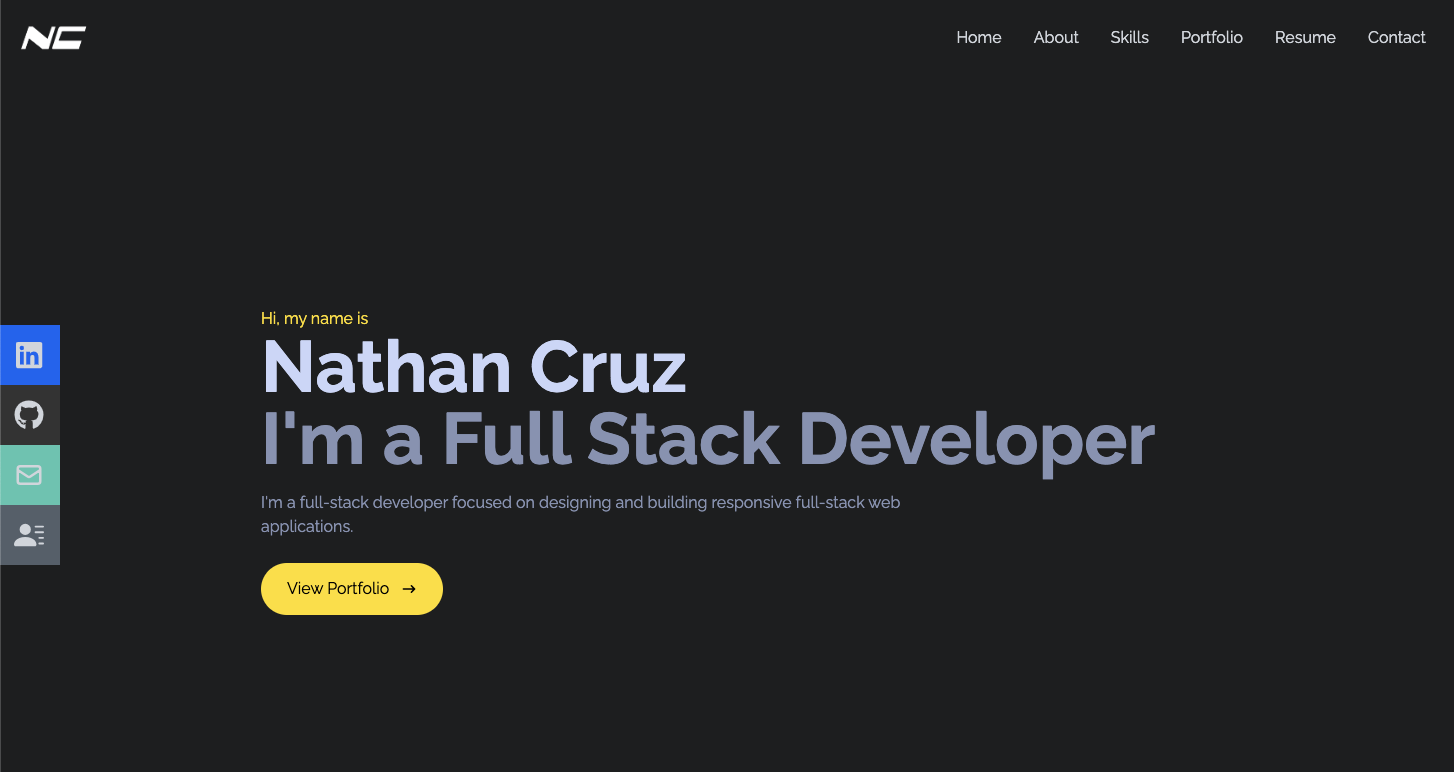 NC
Home About Skills Portfolio Resume Contact
Hi, my name is
Nathan Cruz
I'm a Full Stack Developer
I'm a full-stack developer focused on designing and building responsive full-stack web
applications.
in
View Portfolio →